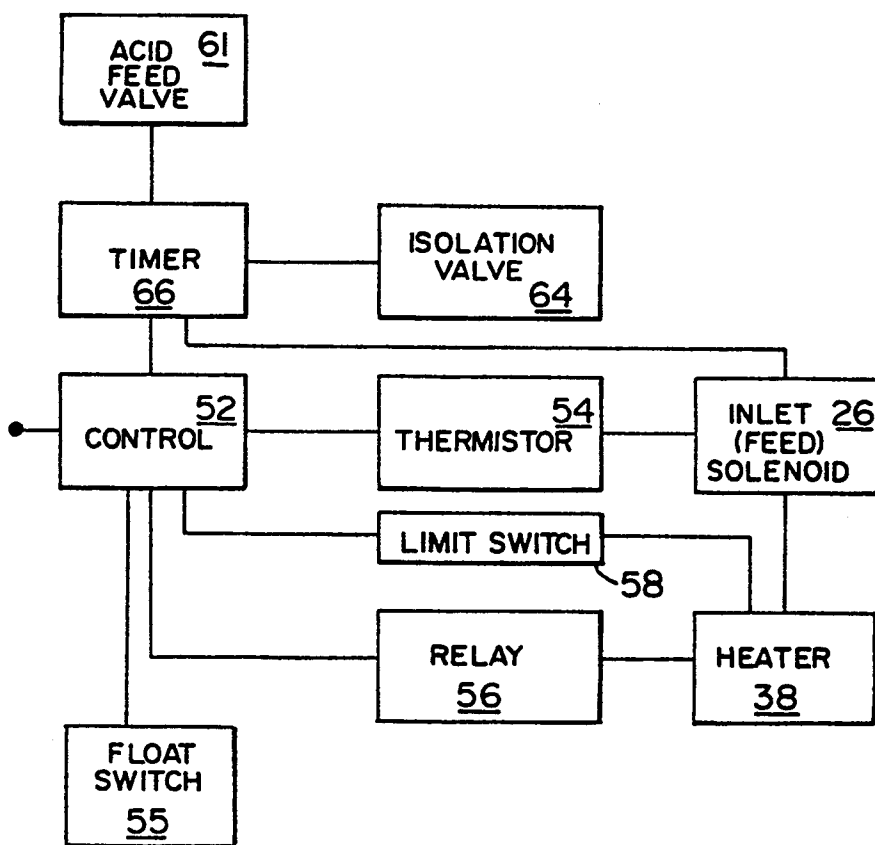 ACID 61
FEED
VALVE
TIMER
66
ISOLATION
VALVE
64
CONTROL 52
THERMISTOR 54
INLET 26
(FEED)
SOLENOID
LIMIT SWITCH
58
RELAY
56
HEATER
38
FLOAT
SWITCH
55